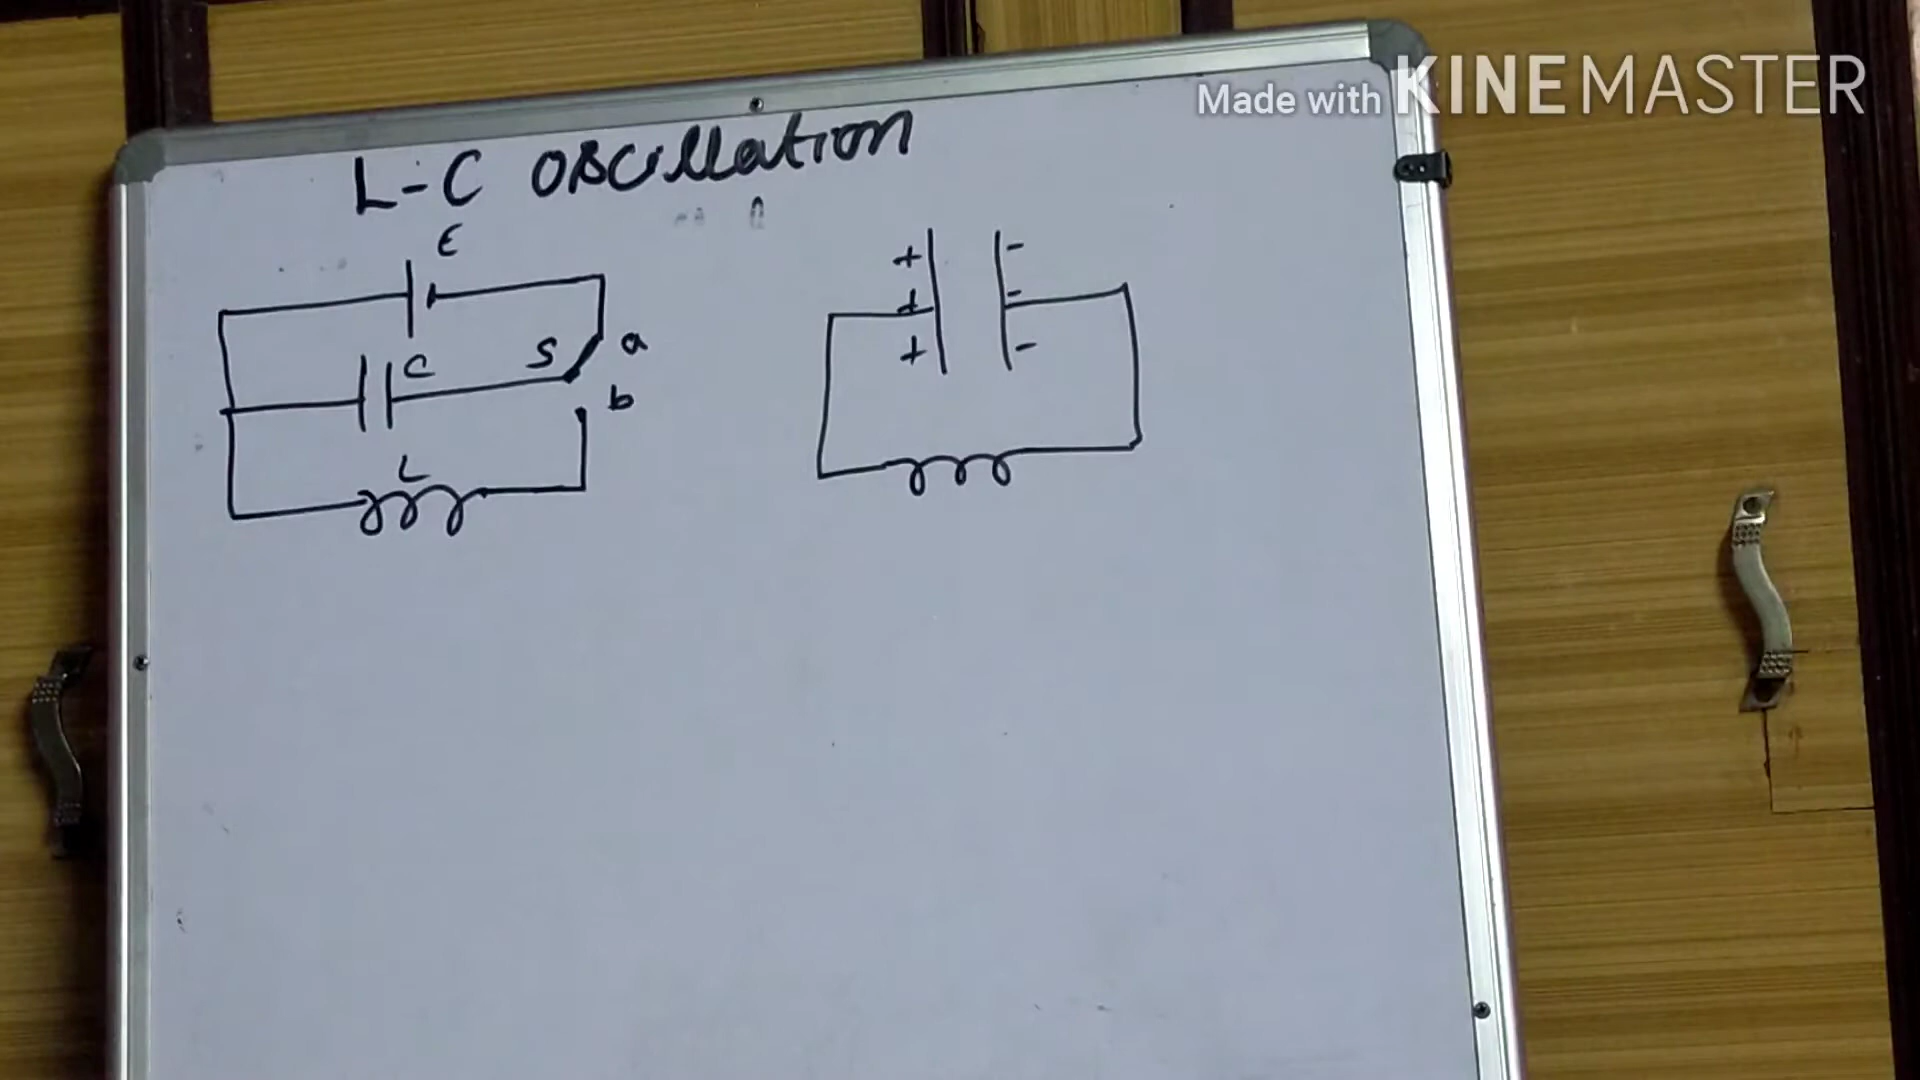 Made with KINEMASTER
L-C OSCillation
E
C
S
a
b
L
+ -
+ -
+ -